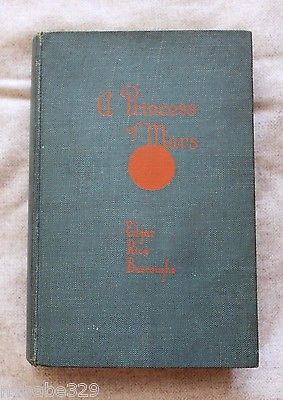 A Princess
of Mars
Edgar
Rice
Burroughs